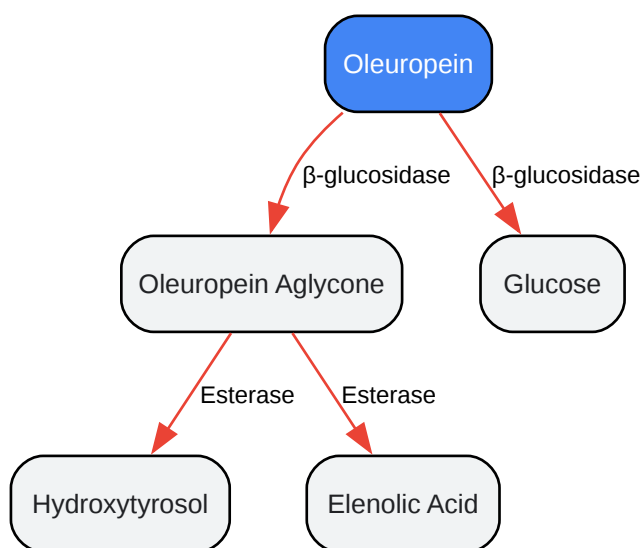 Oleuropein
β-glucosidase
β-glucosidase
Oleuropein Aglycone
Glucose
Esterase
Esterase
Hydroxytyrosol
Elenolic Acid